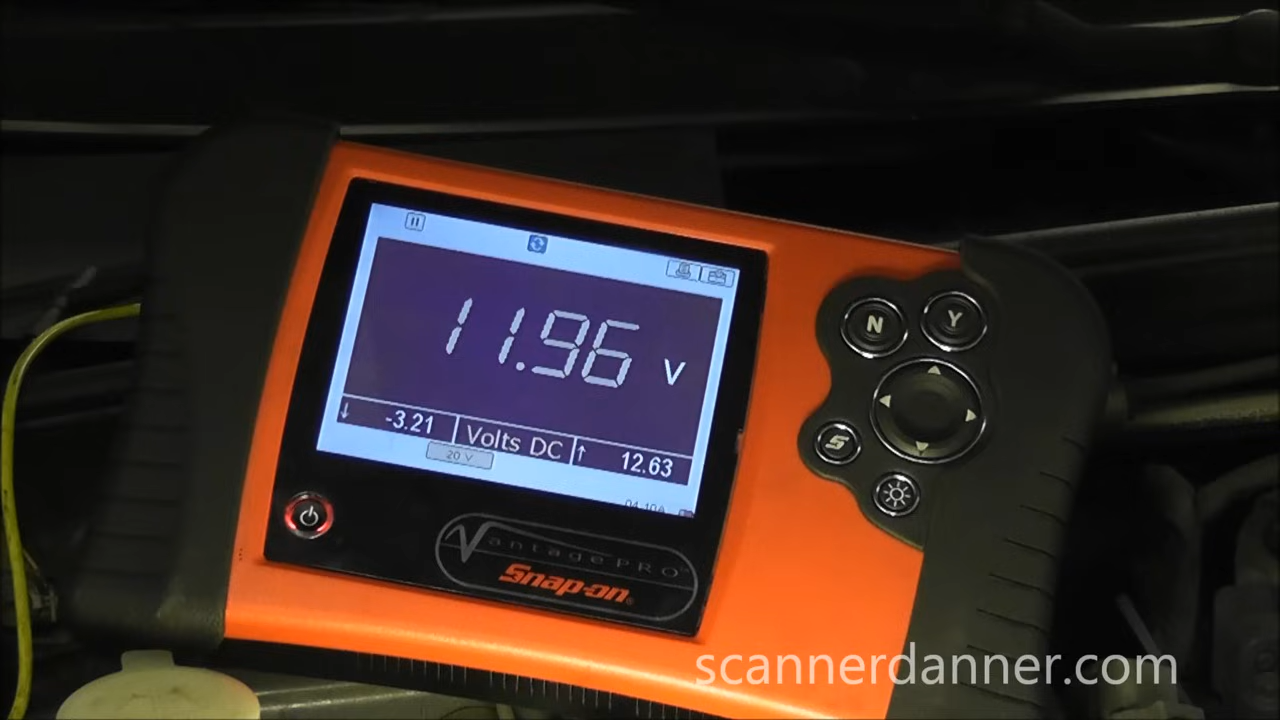 11.96 V
-3.21 Volts DC 12.63
20 V
N Y
S
VantagePRO
Snap-on®
scannerdanner.com